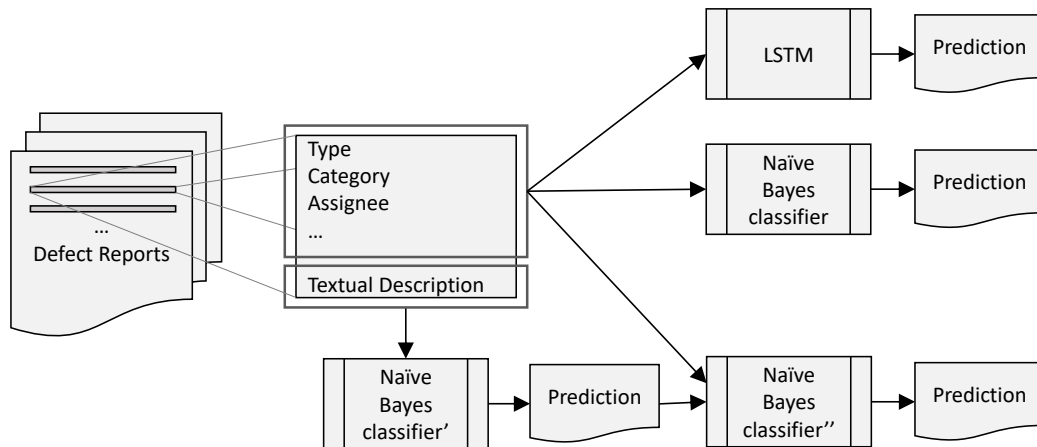 LSTM
Prediction
Type
Category
Assignee
...
Textual Description
...
Defect Reports
Naïve
Bayes
classifier
Prediction
Naïve
Bayes
classifier'
Prediction
Naïve
Bayes
classifier''
Prediction